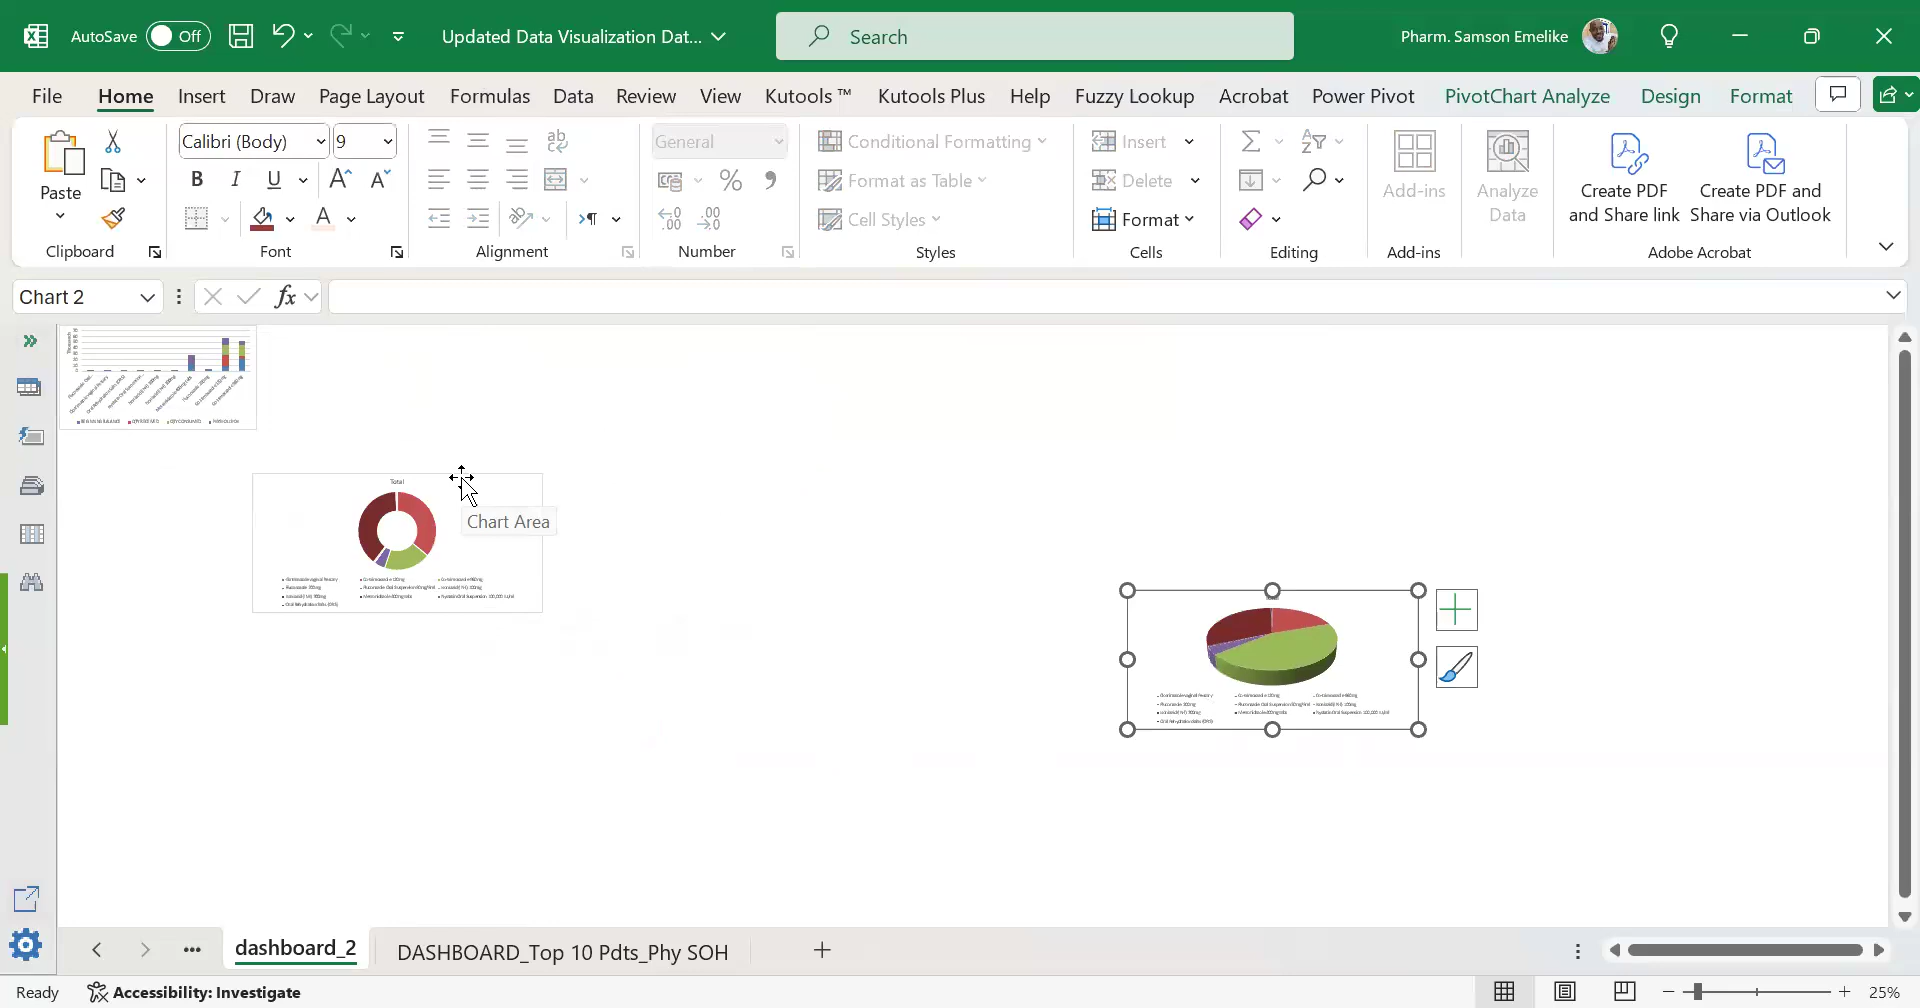 AutoSave Off Updated Data Visualization Dat... Search Pharm. Samson Emelike
File Home Insert Draw Page Layout Formulas Data Review View Kutools ™ Kutools Plus Help Fuzzy Lookup Acrobat Power Pivot PivotChart Analyze Design Format
Paste
Clipboard
Calibri (Body) 9
B I U A A
A
Font
ab
Alignment
General
% 9
.00
Number
Conditional Formatting
Format as Table
Cell Styles
Styles
Insert
Delete
Format
Cells
Editing
Add-ins
Add-ins
Analyze
Data
Create PDF
and Share link
Create PDF and
Share via Outlook
Adobe Acrobat
Chart 2 fx
Total
Chart Area
dashboard_2 DASHBOARD_Top 10 Pdts_Phy SOH
Ready Accessibility: Investigate 25%